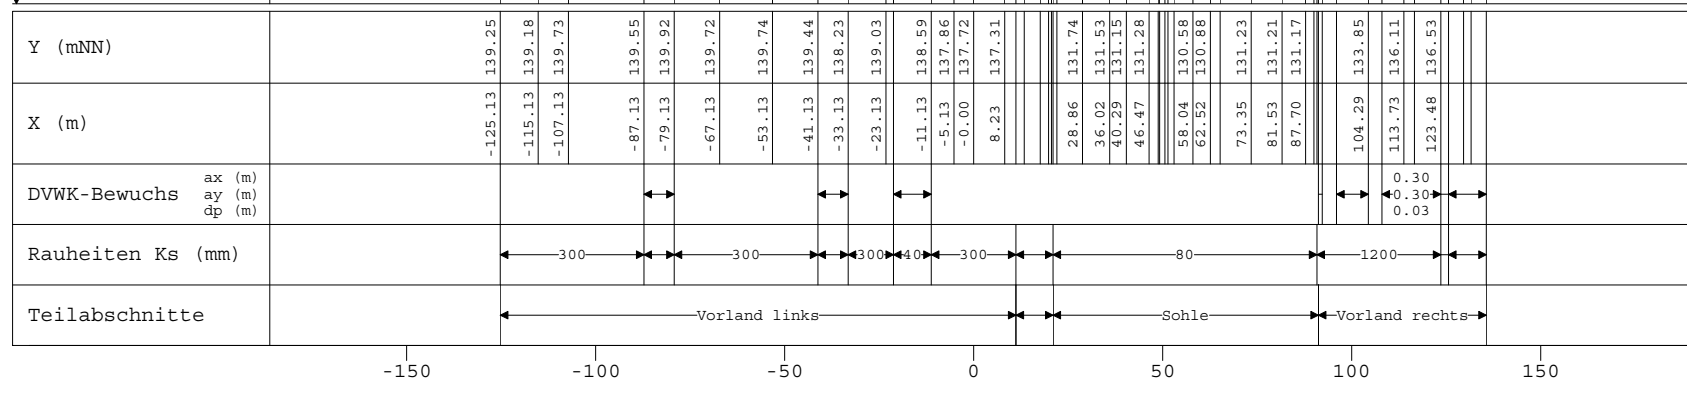 Y (mNN) 139.25 139.18 139.73 139.55 139.92 139.72 139.74 139.44 138.23 139.03 138.59 137.86 137.72 137.31 131.74 131.53 131.15 131.28 130.58 130.88 131.23 131.21 131.17 133.85 136.11 136.53
X (m) -125.13 -115.13 -107.13 -87.13 -79.13 -67.13 -53.13 -41.13 -33.13 -23.13 -11.13 -5.13 -0.00 8.23 28.86 36.02 40.29 46.47 58.04 62.52 73.35 81.53 87.70 104.29 113.73 123.48
ax (m) 0.30
DVWK-Bewuchs ay (m) 0.30
dp (m) 0.03
Rauheiten Ks (mm) 300 300 300 40 300 80 1200
Teilabschnitte Vorland links Sohle Vorland rechts
-150 -100 -50 0 50 100 150